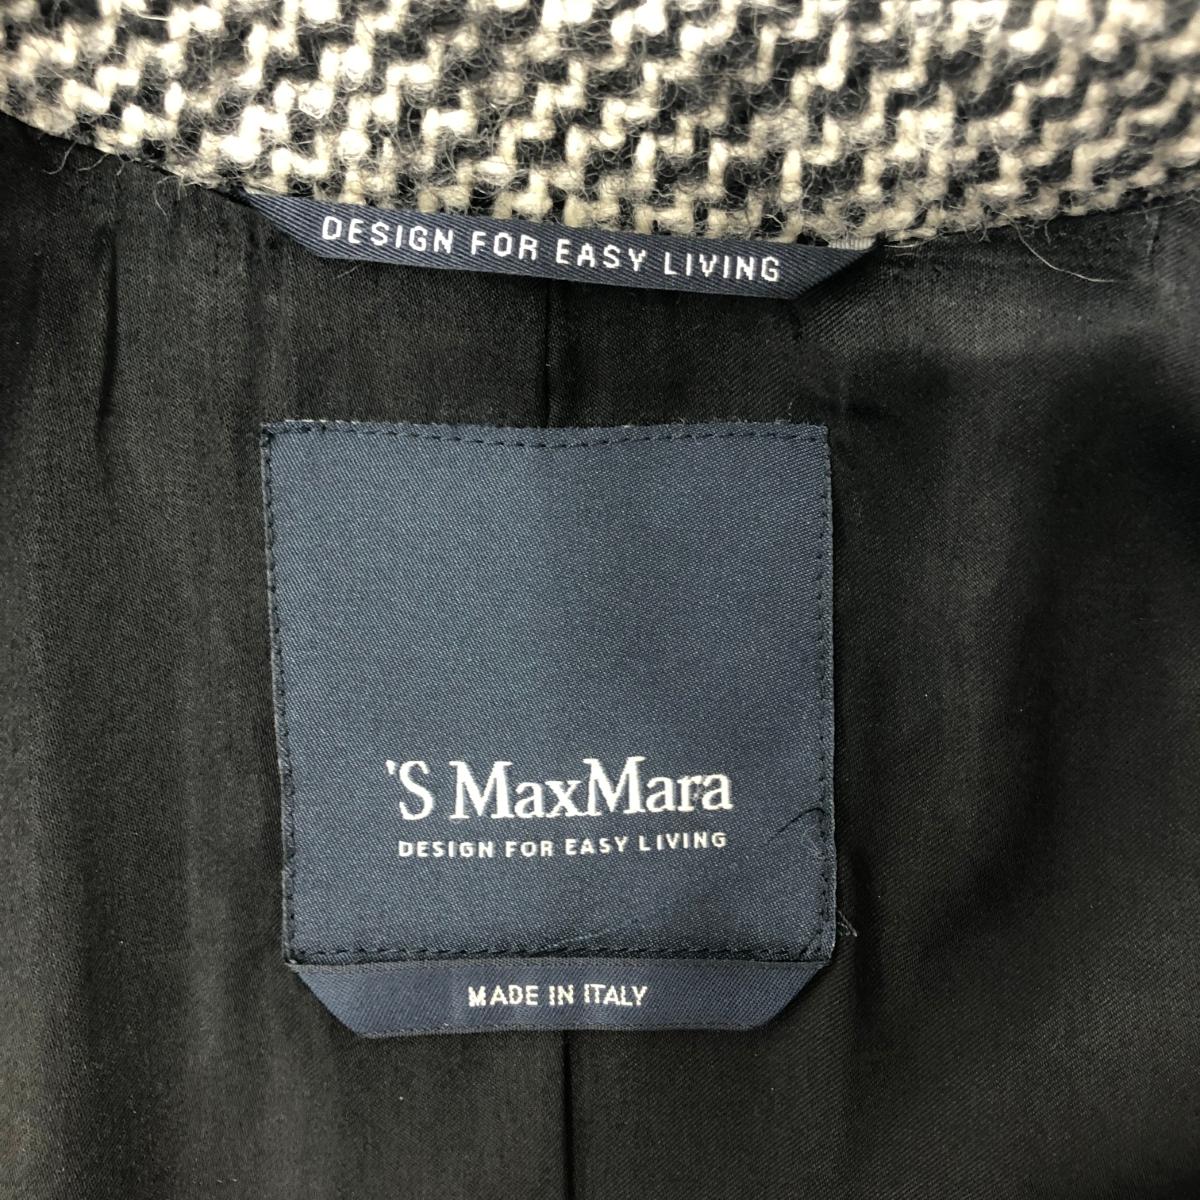 DESIGN FOR EASY LIVING
'S MaxMara
DESIGN FOR EASY LIVING
MADE IN ITALY